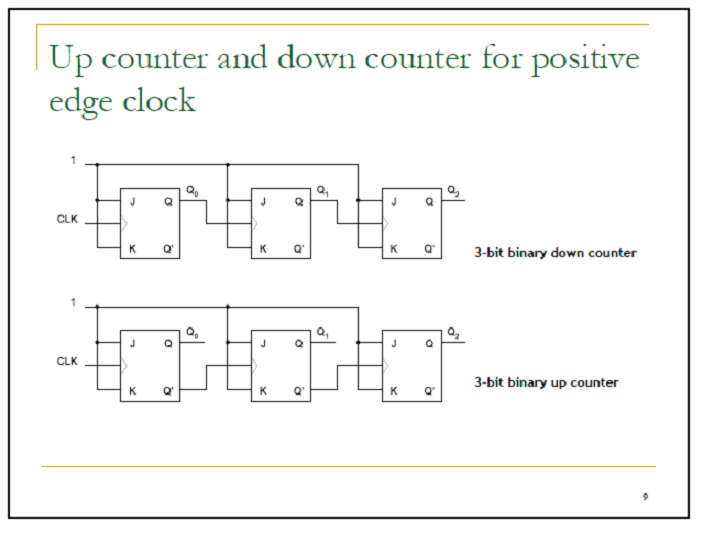 Up counter and down counter for positive
edge clock
1
Q0 Q1 Q2
J Q J Q J Q
CLK
K Q' K Q' K Q'
3-bit binary down counter
1
Q0 Q1 Q2
J Q J Q J Q
CLK
K Q' K Q' K Q'
3-bit binary up counter
9